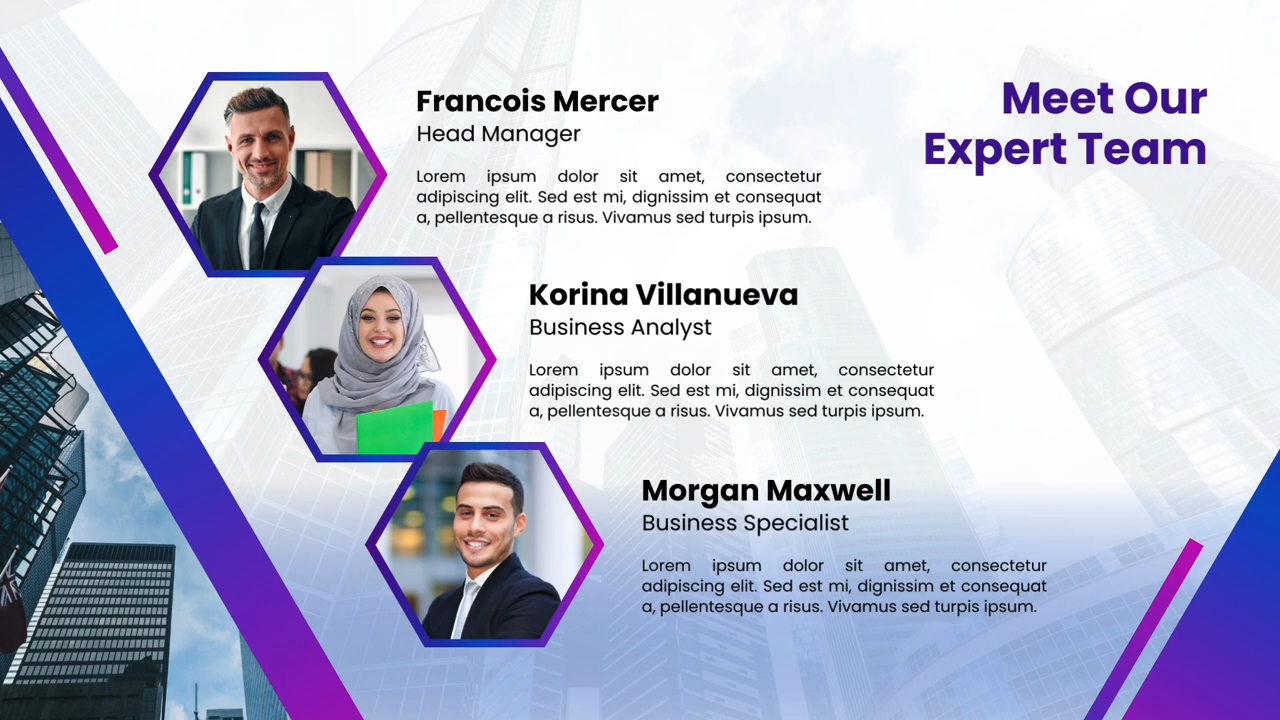 Meet Our
Expert Team
Francois Mercer
Head Manager
Lorem ipsum dolor sit amet, consectetur
adipiscing elit. Sed est mi, dignissim et consequat
a, pellentesque a risus. Vivamus sed turpis ipsum.
Korina Villanueva
Business Analyst
Lorem ipsum dolor sit amet, consectetur
adipiscing elit. Sed est mi, dignissim et consequat
a, pellentesque a risus. Vivamus sed turpis ipsum.
Morgan Maxwell
Business Specialist
Lorem ipsum dolor sit amet, consectetur
adipiscing elit. Sed est mi, dignissim et consequat
a, pellentesque a risus. Vivamus sed turpis ipsum.